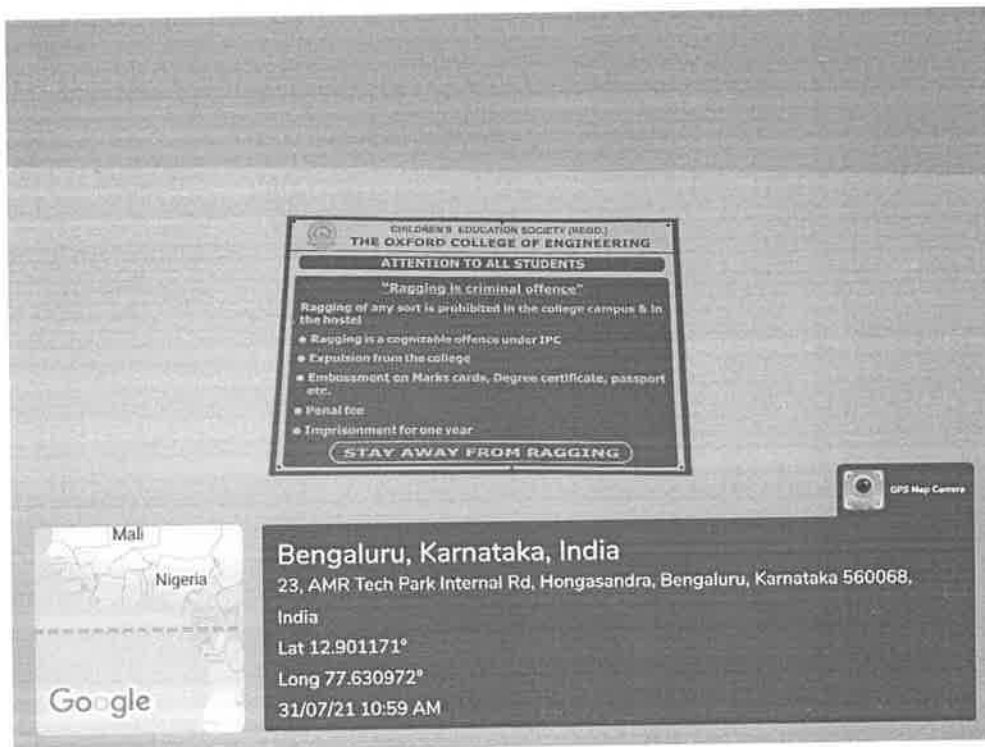 CHILDREN'S EDUCATION SOCIETY (REGD.)
THE OXFORD COLLEGE OF ENGINEERING
ATTENTION TO ALL STUDENTS
"Ragging is criminal offence"
Ragging of any sort is prohibited in the college campus & in
the hostel
• Ragging is a cognizable offence under IPC
• Expulsion from the college
• Embossment on Marks cards, Degree certificate, passport
etc.
• Penal fee
• Imprisonment for one year
STAY AWAY FROM RAGGING
GPS Map Camera
Mali
Nigeria
Google
Bengaluru, Karnataka, India
23, AMR Tech Park Internal Rd, Hongasandra, Bengaluru, Karnataka 560068,
India
Lat 12.901171°
Long 77.630972°
31/07/21 10:59 AM